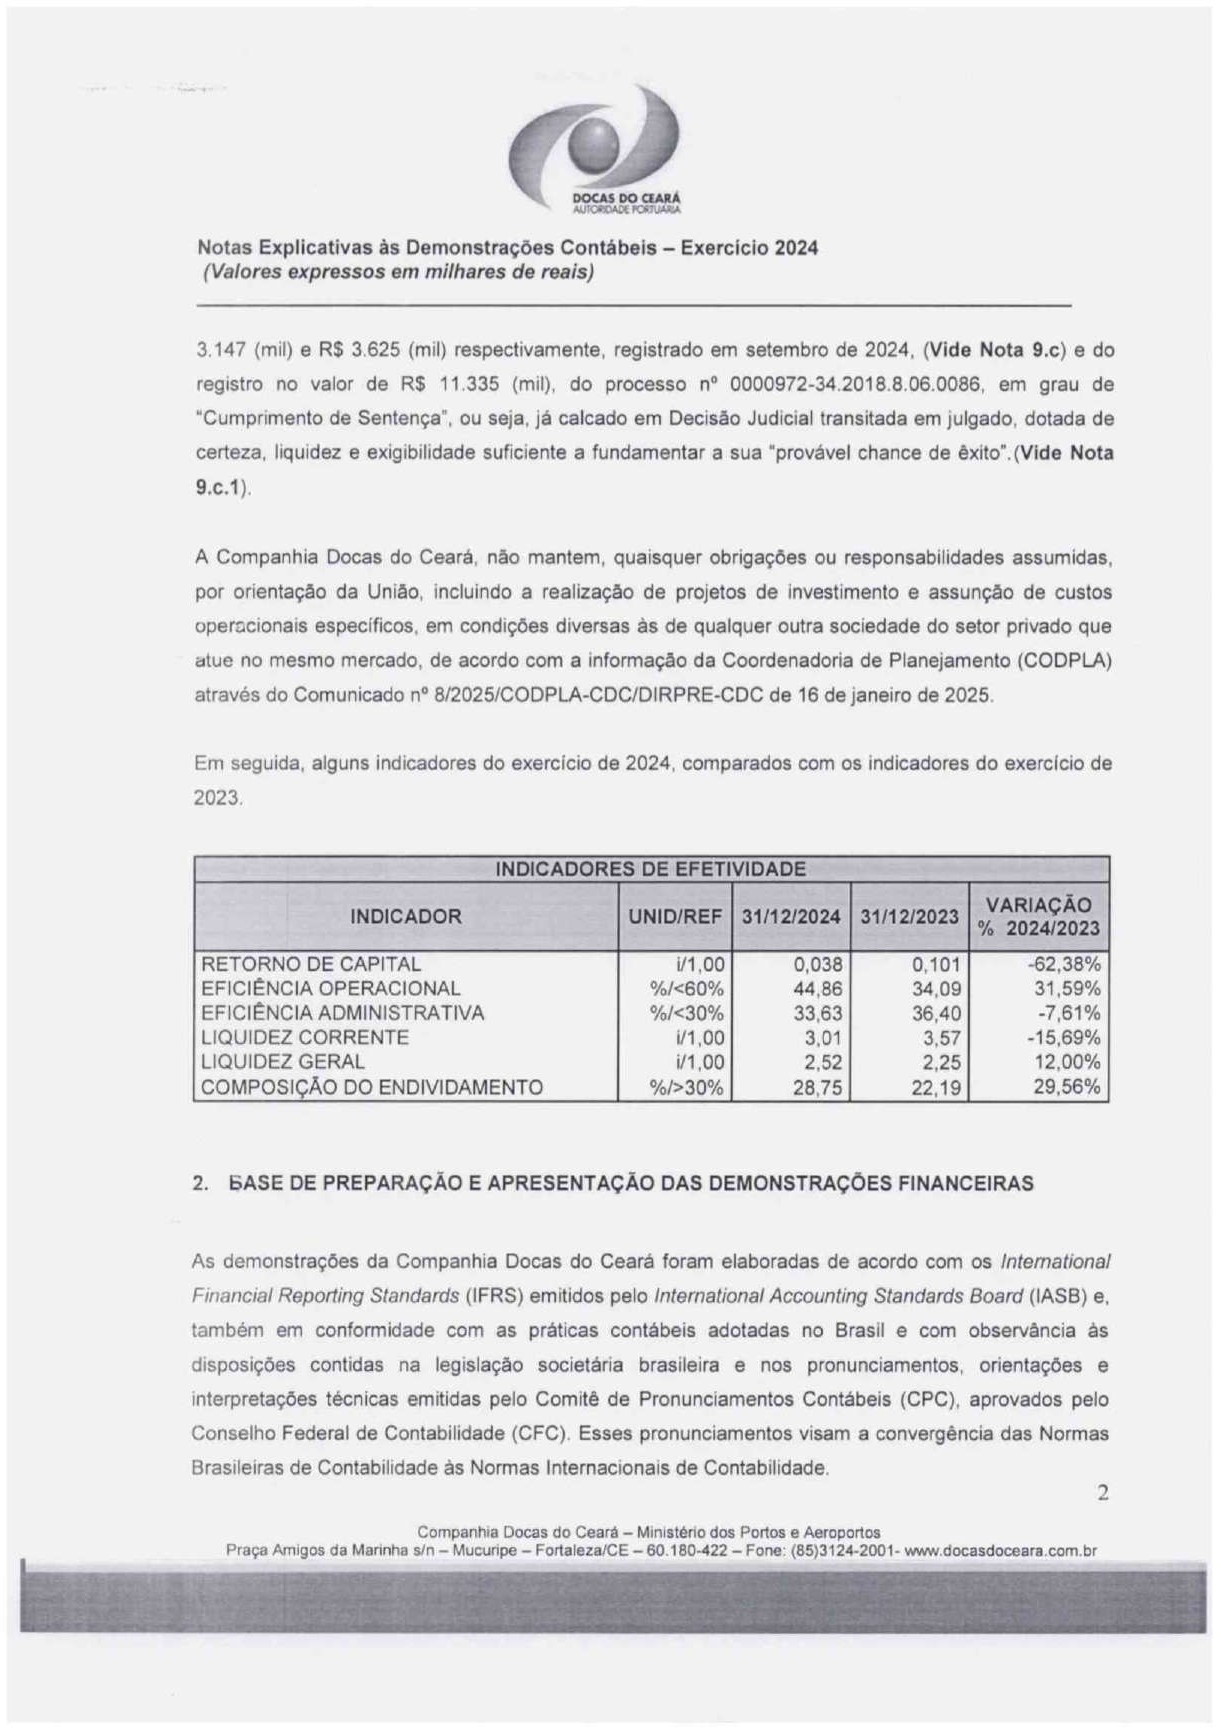 DOCAS DO CEARÁ
AUTORIDADE PORTUÁRIA
Notas Explicativas às Demonstrações Contábeis – Exercício 2024
(Valores expressos em milhares de reais)
3.147 (mil) e R$ 3.625 (mil) respectivamente, registrado em setembro de 2024, (Vide Nota 9.c) e do
registro no valor de R$ 11.335 (mil), do processo nº 0000972-34.2018.8.06.0086, em grau de
"Cumprimento de Sentença", ou seja, já calcado em Decisão Judicial transitada em julgado, dotada de
certeza, liquidez e exigibilidade suficiente a fundamentar a sua "provável chance de êxito".(Vide Nota
9.c.1).
A Companhia Docas do Ceará, não mantem, quaisquer obrigações ou responsabilidades assumidas,
por orientação da União, incluindo a realização de projetos de investimento e assunção de custos
operacionais específicos, em condições diversas às de qualquer outra sociedade do setor privado que
atue no mesmo mercado, de acordo com a informação da Coordenadoria de Planejamento (CODPLA)
através do Comunicado nº 8/2025/CODPLA-CDC/DIRPRE-CDC de 16 de janeiro de 2025.
Em seguida, alguns indicadores do exercício de 2024, comparados com os indicadores do exercício de
2023.
INDICADORES DE EFETIVIDADE
INDICADOR UNID/REF 31/12/2024 31/12/2023 VARIAÇÃO % 2024/2023
RETORNO DE CAPITAL i/1,00 0,038 0,101 -62,38%
EFICIÊNCIA OPERACIONAL %/<60% 44,86 34,09 31,59%
EFICIÊNCIA ADMINISTRATIVA %/<30% 33,63 36,40 -7,61%
LIQUIDEZ CORRENTE i/1,00 3,01 3,57 -15,69%
LIQUIDEZ GERAL i/1,00 2,52 2,25 12,00%
COMPOSIÇÃO DO ENDIVIDAMENTO %/>30% 28,75 22,19 29,56%
2. BASE DE PREPARAÇÃO E APRESENTAÇÃO DAS DEMONSTRAÇÕES FINANCEIRAS
As demonstrações da Companhia Docas do Ceará foram elaboradas de acordo com os International
Financial Reporting Standards (IFRS) emitidos pelo International Accounting Standards Board (IASB) e,
também em conformidade com as práticas contábeis adotadas no Brasil e com observância às
disposições contidas na legislação societária brasileira e nos pronunciamentos, orientações e
interpretações técnicas emitidas pelo Comitê de Pronunciamentos Contábeis (CPC), aprovados pelo
Conselho Federal de Contabilidade (CFC). Esses pronunciamentos visam a convergência das Normas
Brasileiras de Contabilidade às Normas Internacionais de Contabilidade.
2
Companhia Docas do Ceará – Ministério dos Portos e Aeroportos
Praça Amigos da Marinha s/n – Mucuripe – Fortaleza/CE – 60.180-422 – Fone: (85)3124-2001- www.docasdoceara.com.br